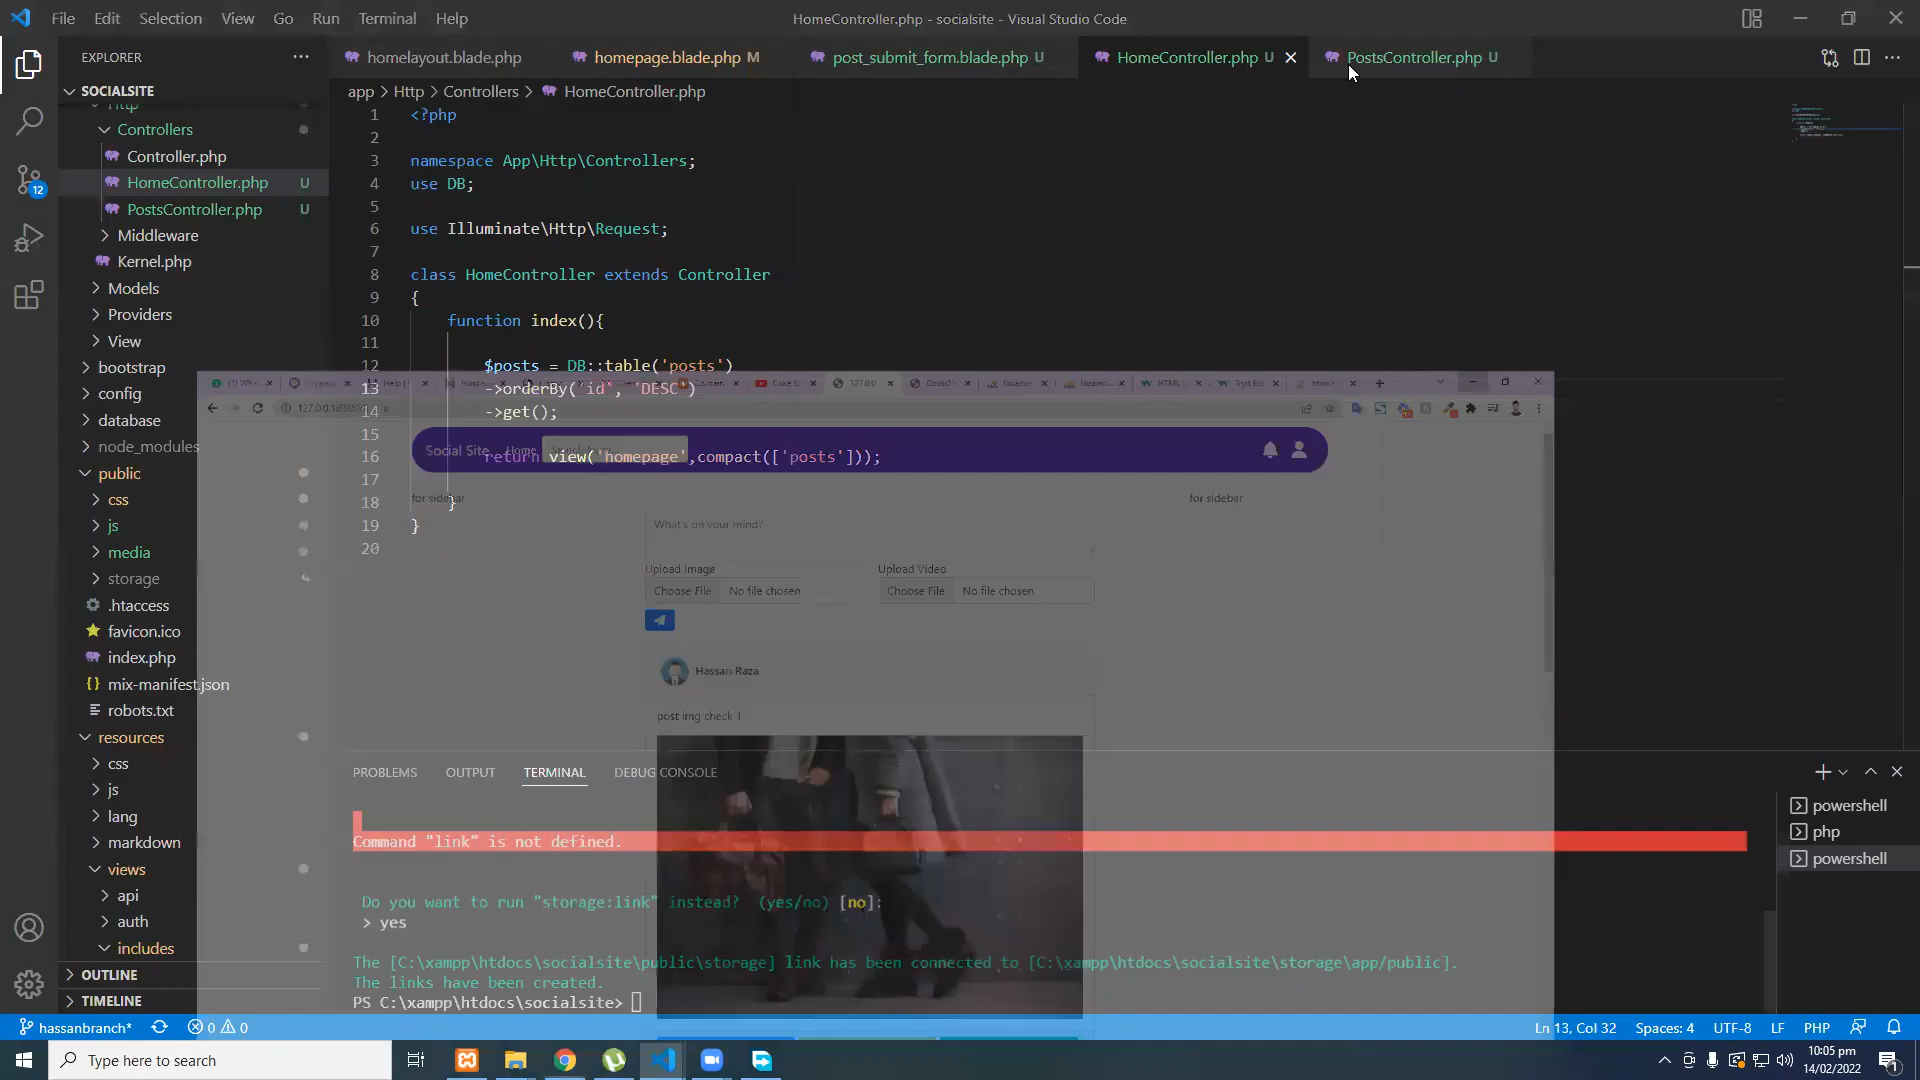 File Edit Selection View Go Run Terminal Help
HomeController.php - socialsite - Visual Studio Code
EXPLORER
homelayout.blade.php
homepage.blade.php M
post_submit_form.blade.php U
HomeController.php U
PostsController.php U
SOCIALSITE
app > Http > Controllers > HomeController.php
Http
Controllers
Controller.php
HomeController.php U
PostsController.php U
Middleware
Kernel.php
Models
Providers
View
bootstrap
config
database
node_modules
public
css
js
media
storage
.htaccess
favicon.ico
index.php
mix-manifest.json
robots.txt
resources
css
js
lang
markdown
views
api
auth
includes
OUTLINE
TIMELINE
12
1 <?php
2
3 namespace App\Http\Controllers;
4 use DB;
5
6 use Illuminate\Http\Request;
7
8 class HomeController extends Controller
9 {
10 function index(){
11
12 $posts = DB::table('posts')
13 ->orderBy('id', 'DESC')
14 ->get();
15
16 return view('homepage',compact(['posts']));
17
18 }
19 }
20
Social Site Home
for sidebar
for sidebar
What's on your mind?
Upload Image
Upload Video
Choose File No file chosen
Choose File No file chosen
Hassan Raza
post img check 1
PROBLEMS OUTPUT TERMINAL DEBUG CONSOLE
Command "link" is not defined.
Do you want to run "storage:link" instead? (yes/no) [no]:
> yes
The [C:\xampp\htdocs\socialsite\public\storage] link has been connected to [C:\xampp\htdocs\socialsite\storage\app/public].
The links have been created.
PS C:\xampp\htdocs\socialsite>
powershell
php
powershell
hassanbranch* 0 0
Ln 13, Col 32 Spaces: 4 UTF-8 LF PHP
Type here to search
10:05 pm
14/02/2022
1